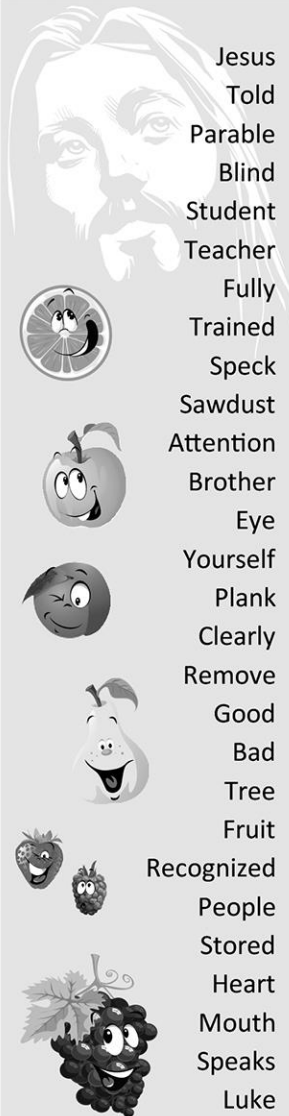 Jesus
Told
Parable
Blind
Student
Teacher
Fully
Trained
Speck
Sawdust
Attention
Brother
Eye
Yourself
Plank
Clearly
Remove
Good
Bad
Tree
Fruit
Recognized
People
Stored
Heart
Mouth
Speaks
Luke